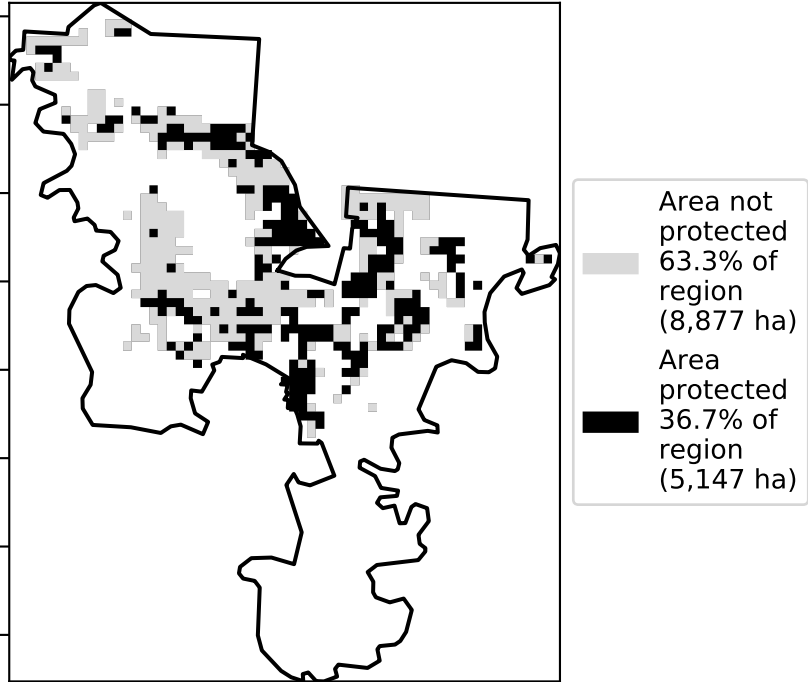 Area not
protected
63.3% of
region
(8,877 ha)
Area
protected
36.7% of
region
(5,147 ha)